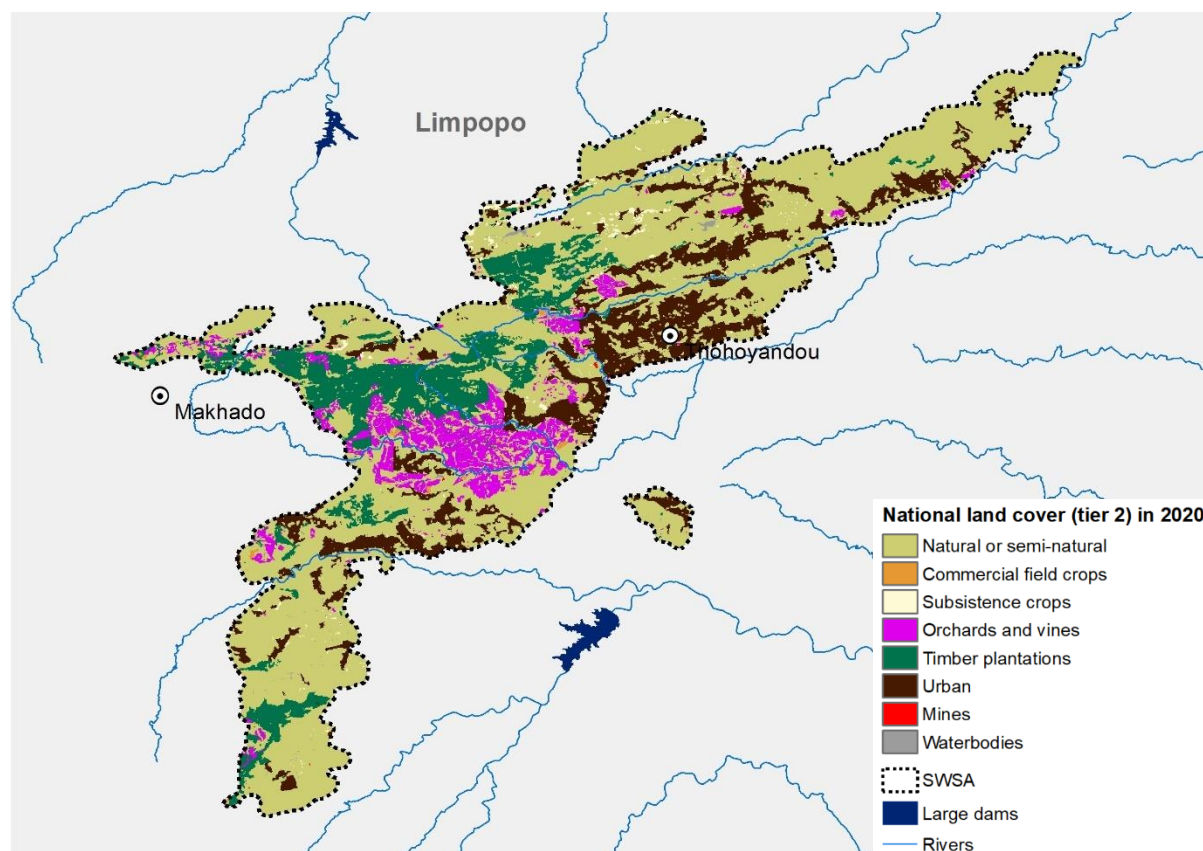 Limpopo
Thohoyandou
Makhado
National land cover (tier 2) in 2020
Natural or semi-natural
Commercial field crops
Subsistence crops
Orchards and vines
Timber plantations
Urban
Mines
Waterbodies
SWSA
Large dams
Rivers